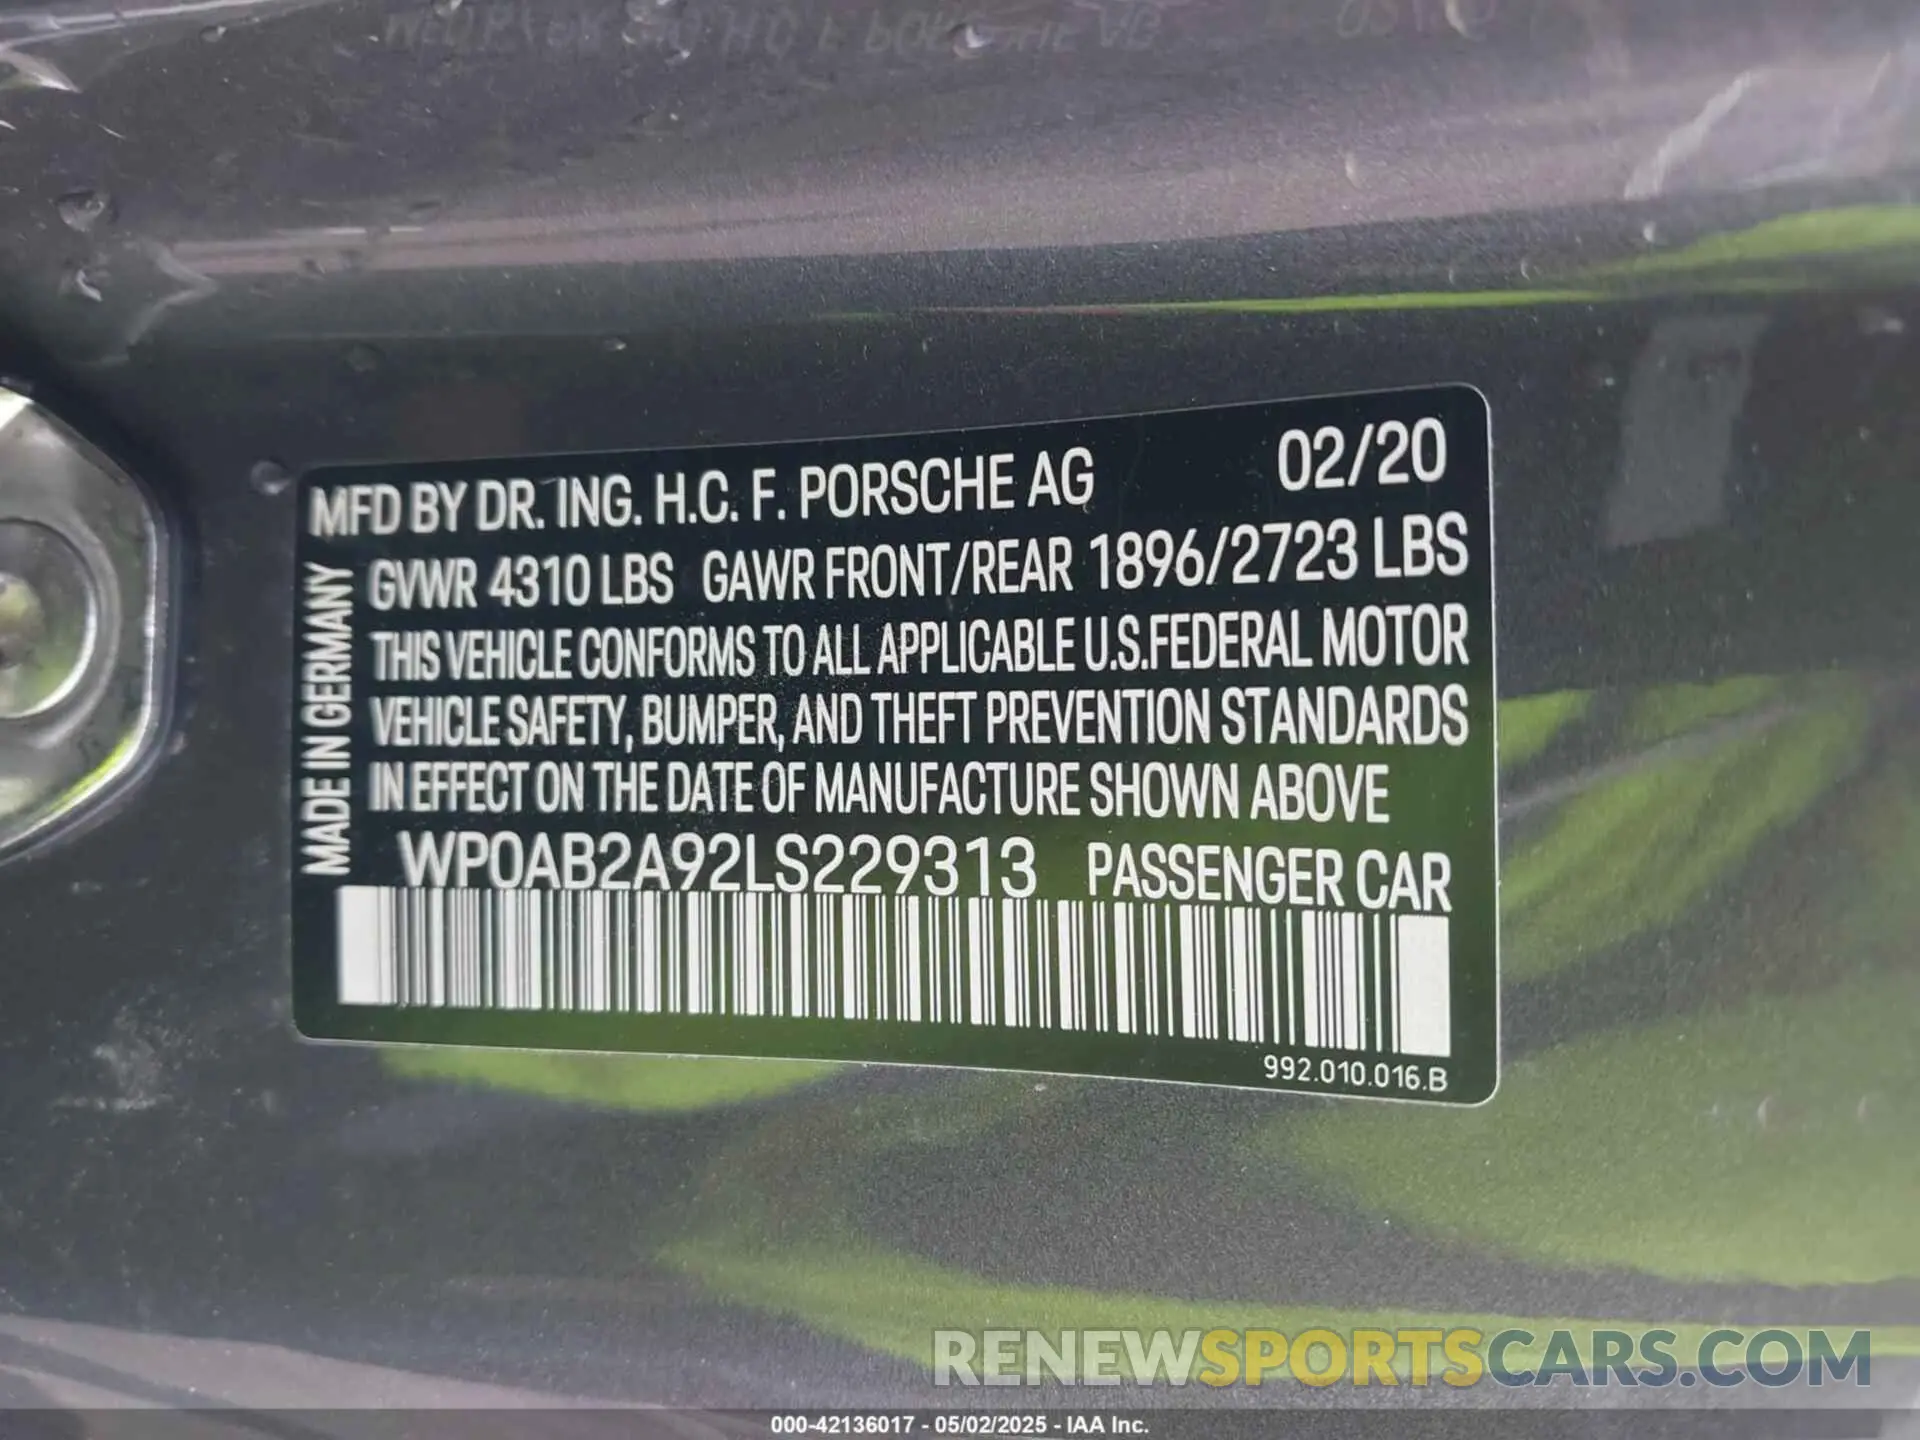 MFD BY DR. ING. H.C. F. PORSCHE AG 02/20
GVWR 4310 LBS GAWR FRONT/REAR 1896/2723 LBS
THIS VEHICLE CONFORMS TO ALL APPLICABLE U.S.FEDERAL MOTOR
VEHICLE SAFETY, BUMPER, AND THEFT PREVENTION STANDARDS
IN EFFECT ON THE DATE OF MANUFACTURE SHOWN ABOVE
WP0AB2A92LS229313 PASSENGER CAR
MADE IN GERMANY
992.010.016.B
RENEWSPORTSCARS.COM
000-42136017 - 05/02/2025 - IAA Inc.